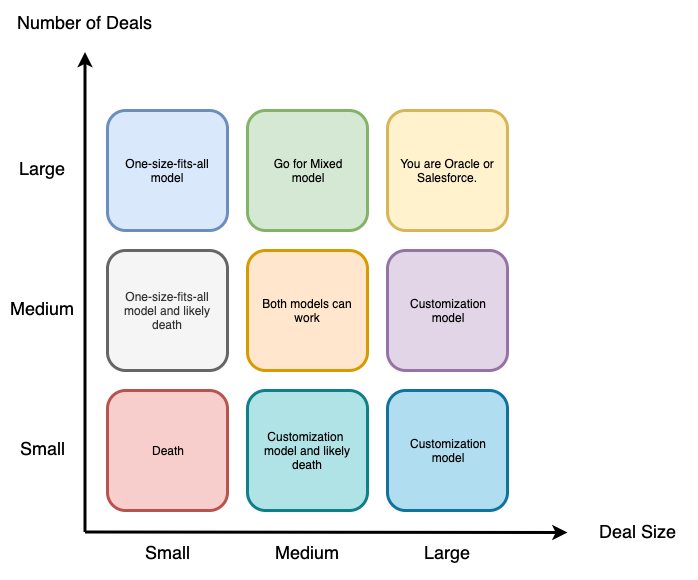 Number of Deals
Large
One-size-fits-all
model
Go for Mixed
model
You are Oracle or
Salesforce.
Medium
One-size-fits-all
model and likely
death
Both models can
work
Customization
model
Small
Death
Customization
model and likely
death
Customization
model
Deal Size
Small
Medium
Large